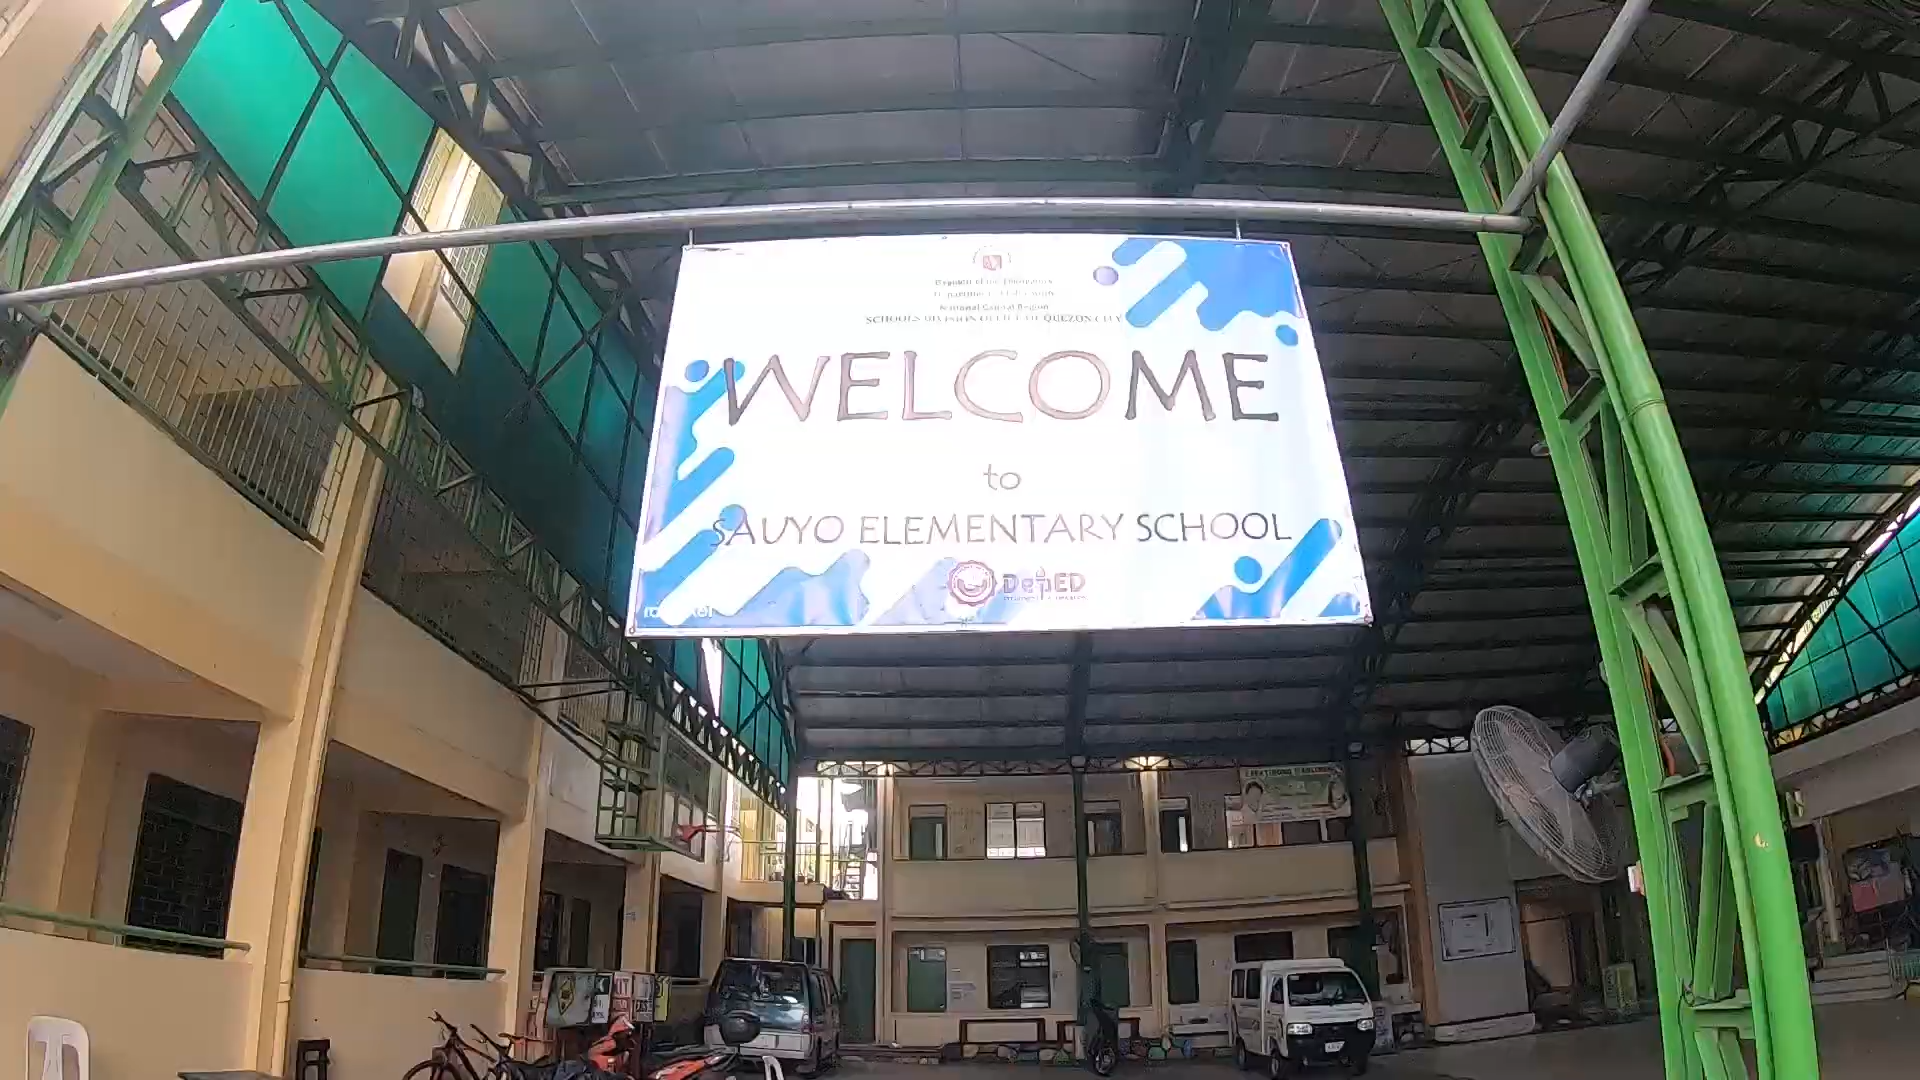 Republic of the Philippines
Department of Education
National Capital Region
SCHOOLS DIVISION OFFICE OF QUEZON CITY
WELCOME
to
SAUYO ELEMENTARY SCHOOL
DepED